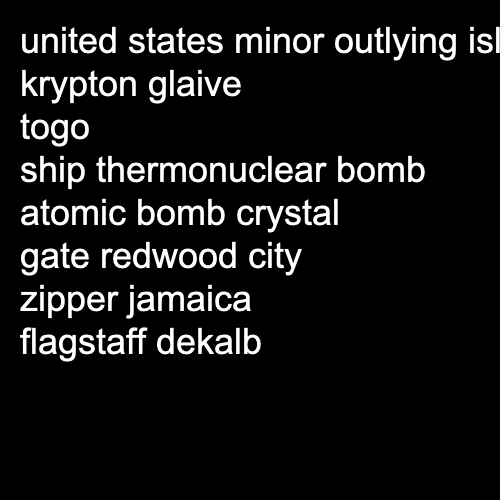 united states minor outlying
krypton glaive
togo
ship thermonuclear bomb
atomic bomb crystal
gate redwood city
zipper jamaica
flagstaff dekalb